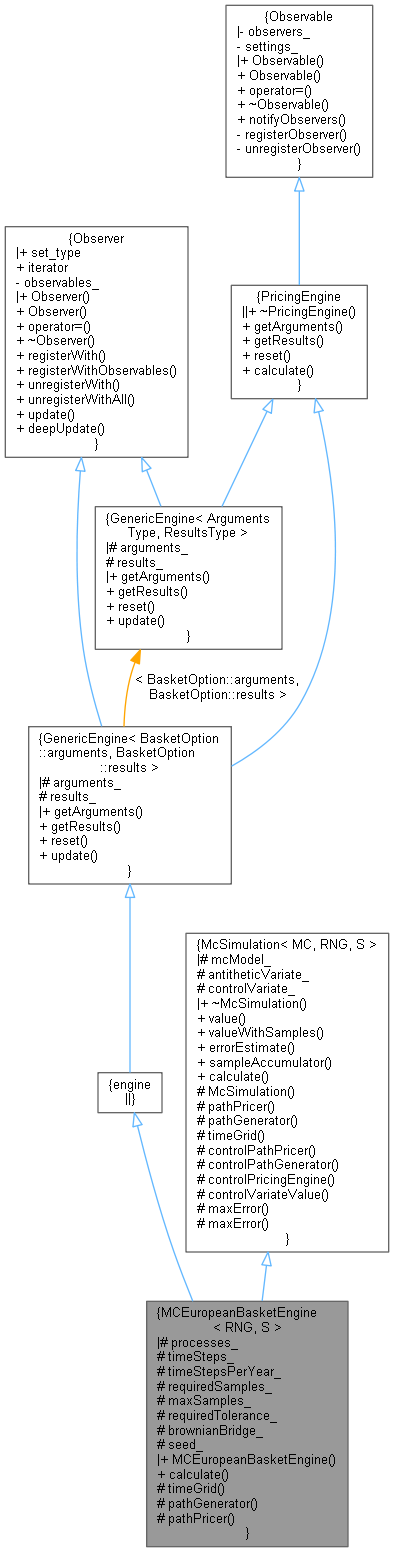 {Observable
|- observers_
- settings_
|+ Observable()
+ Observable()
+ operator=()
+ ~Observable()
+ notifyObservers()
- registerObserver()
- unregisterObserver()
}
{Observer
|+ set_type
+ iterator
- observables_
|+ Observer()
+ Observer()
+ operator=()
+ ~Observer()
+ registerWith()
+ registerWithObservables()
+ unregisterWith()
+ unregisterWithAll()
+ update()
+ deepUpdate()
}
{PricingEngine
||+ ~PricingEngine()
+ getArguments()
+ getResults()
+ reset()
+ calculate()
}
{GenericEngine< Arguments
Type, ResultsType >
|# arguments_
# results_
|+ getArguments()
+ getResults()
+ reset()
+ update()
}
< BasketOption::arguments,
BasketOption::results >
{GenericEngine< BasketOption
::arguments, BasketOption
::results >
|# arguments_
# results_
|+ getArguments()
+ getResults()
+ reset()
+ update()
}
{McSimulation< MC, RNG, S >
|# mcModel_
# antitheticVariate_
# controlVariate_
|+ ~McSimulation()
+ value()
+ valueWithSamples()
+ errorEstimate()
+ sampleAccumulator()
+ calculate()
# McSimulation()
# pathPricer()
# pathGenerator()
# timeGrid()
# controlPathPricer()
# controlPathGenerator()
# controlPricingEngine()
# controlVariateValue()
# maxError()
# maxError()
}
{engine
||}
{MCEuropeanBasketEngine
< RNG, S >
|# processes_
# timeSteps_
# timeStepsPerYear_
# requiredSamples_
# maxSamples_
# requiredTolerance_
# brownianBridge_
# seed_
|+ MCEuropeanBasketEngine()
+ calculate()
# timeGrid()
# pathGenerator()
# pathPricer()
}